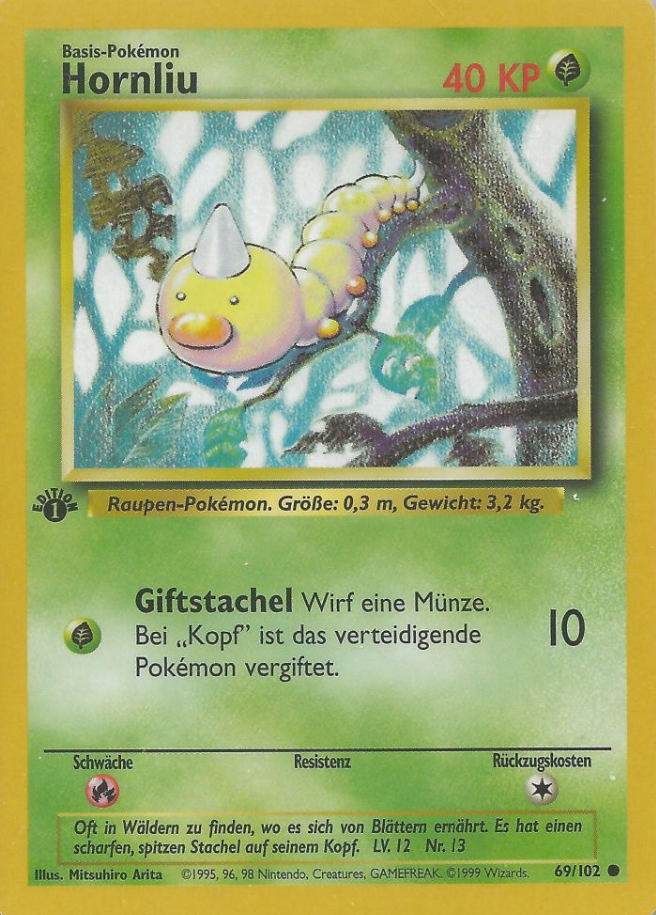 Basis-Pokémon
Hornliu
40 KP
EDITION
1
Raupen-Pokémon. Größe: 0,3 m, Gewicht: 3,2 kg.
Giftstachel Wirf eine Münze.
Bei „Kopf” ist das verteidigende
Pokémon vergiftet.
10
Schwäche Resistenz Rückzugskosten
Oft in Wäldern zu finden, wo es sich von Blättern ernährt. Es hat einen
scharfen, spitzen Stachel auf seinem Kopf. LV. 12 Nr. 13
Illus. Mitsuhiro Arita ©1995, 96, 98 Nintendo, Creatures, GAMEFREAK. ©1999 Wizards. 69/102